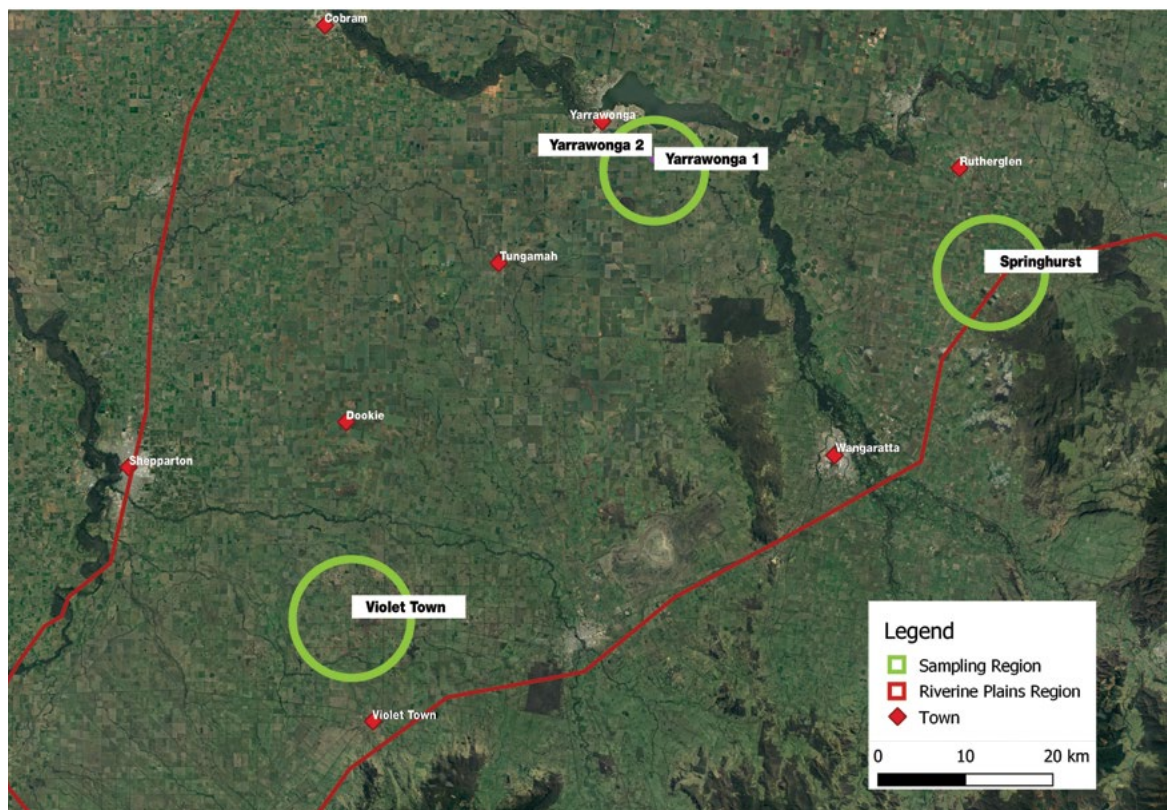 Cobram
Yarrawonga
Yarrawonga 2
Yarrawonga 1
Rutherglen
Springhurst
Tungamah
Dookie
Shepparton
Wangaratta
Violet Town
Violet Town
Legend
Sampling Region
Riverine Plains Region
Town
0 10 20 km